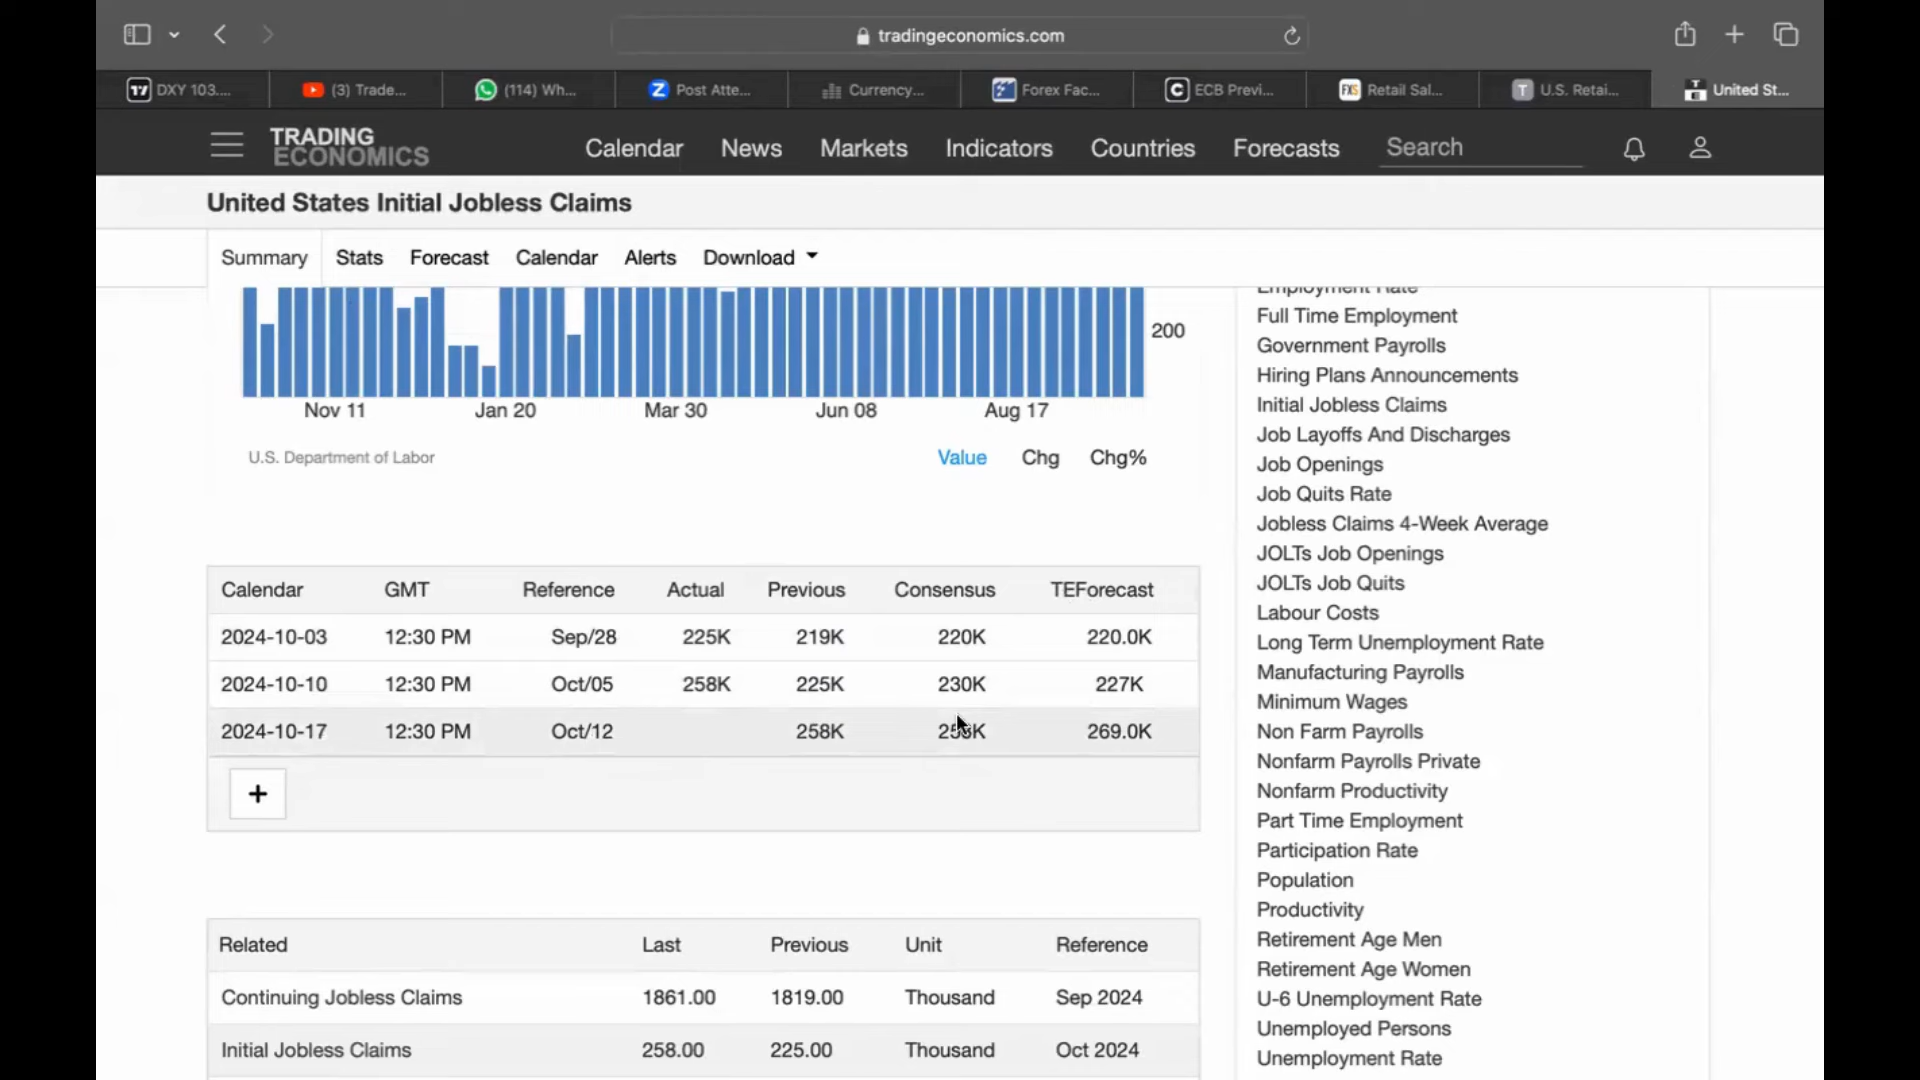 tradingeconomics.com
DXY 103.... (3) Trade... (114) Wh... Post Atte... Currency... Forex Fac... ECB Previ... Retail Sal... U.S. Retai... United St...
TRADING ECONOMICS Calendar News Markets Indicators Countries Forecasts Search
United States Initial Jobless Claims
Summary Stats Forecast Calendar Alerts Download
200
Nov 11 Jan 20 Mar 30 Jun 08 Aug 17
U.S. Department of Labor Value Chg Chg%
Calendar GMT Reference Actual Previous Consensus TEForecast
2024-10-03 12:30 PM Sep/28 225K 219K 220K 220.0K
2024-10-10 12:30 PM Oct/05 258K 225K 230K 227K
2024-10-17 12:30 PM Oct/12 258K 269.0K
+
Related Last Previous Unit Reference
Continuing Jobless Claims 1861.00 1819.00 Thousand Sep 2024
Initial Jobless Claims 258.00 225.00 Thousand Oct 2024
Employment Rate
Full Time Employment
Government Payrolls
Hiring Plans Announcements
Initial Jobless Claims
Job Layoffs And Discharges
Job Openings
Job Quits Rate
Jobless Claims 4-Week Average
JOLTs Job Openings
JOLTs Job Quits
Labour Costs
Long Term Unemployment Rate
Manufacturing Payrolls
Minimum Wages
Non Farm Payrolls
Nonfarm Payrolls Private
Nonfarm Productivity
Part Time Employment
Participation Rate
Population
Productivity
Retirement Age Men
Retirement Age Women
U-6 Unemployment Rate
Unemployed Persons
Unemployment Rate